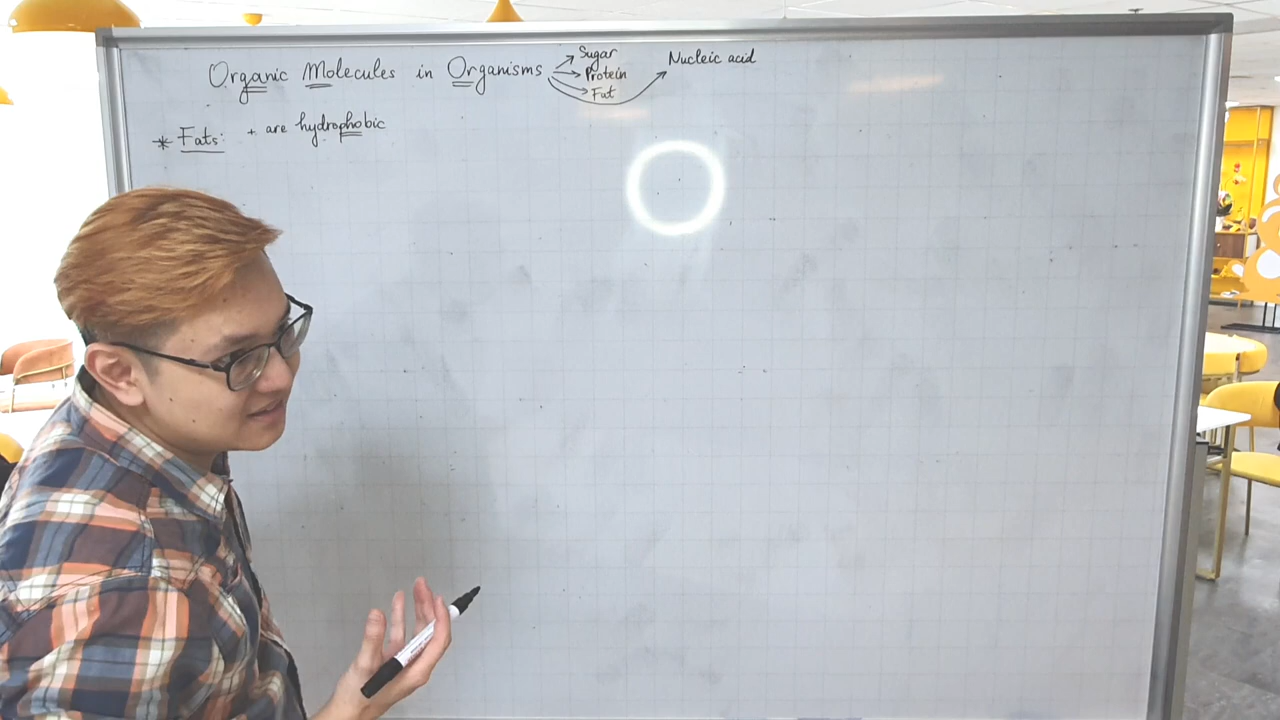 Organic Molecules in Organisms
Sugar
Protein
Fat
Nucleic acid
* Fats: + are hydrophobic